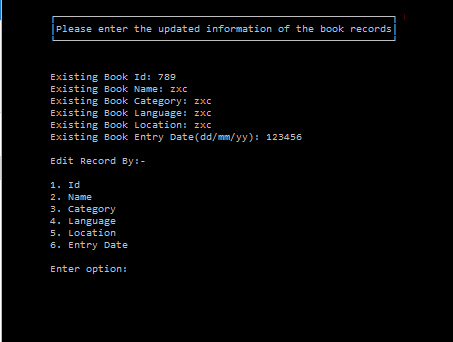 Please enter the updated information of the book records
Existing Book Id: 789
Existing Book Name: zxc
Existing Book Category: zxc
Existing Book Language: zxc
Existing Book Location: zxc
Existing Book Entry Date(dd/mm/yy): 123456
Edit Record By:-
1. Id
2. Name
3. Category
4. Language
5. Location
6. Entry Date
Enter option: